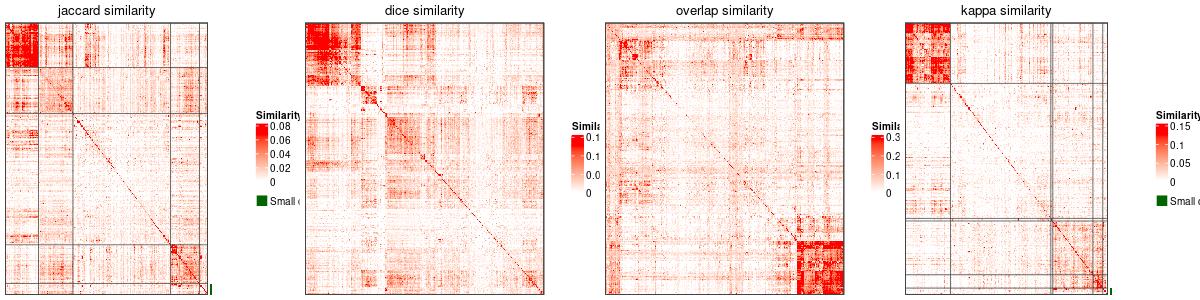 jaccard similarity
Similarity
0.08
0.06
0.04
0.02
0
Small
dice similarity
0.1
0.1
0.0
0
overlap similarity
0.3
0.2
0.1
0
kappa similarity
Similarity
0.15
0.1
0.05
0
Small